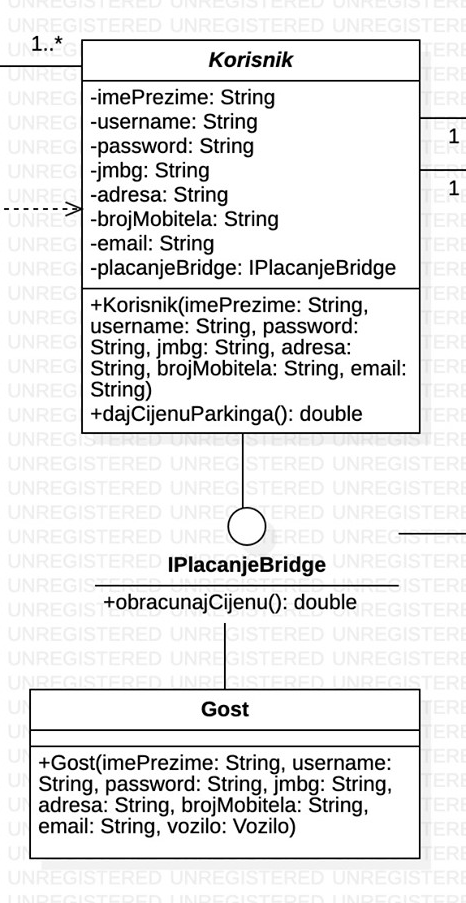 1..*
Korisnik
-imePrezime: String
-username: String
1
-password: String
-jmbg: String
1
-adresa: String
-brojMobitela: String
-email: String
-placanjeBridge: IPlacanjeBridge
+Korisnik(imePrezime: String,
username: String, password:
String, jmbg: String, adresa:
String, brojMobitela: String, email:
String)
+dajCijenuParkinga(): double
IPlacanjeBridge
+obracunajCijenu(): double
Gost
+Gost(imePrezime: String, username:
String, password: String, jmbg: String,
adresa: String, brojMobitela: String,
email: String, vozilo: Vozilo)
UNREGISTERED UNREGISTERED UNREGISTERED